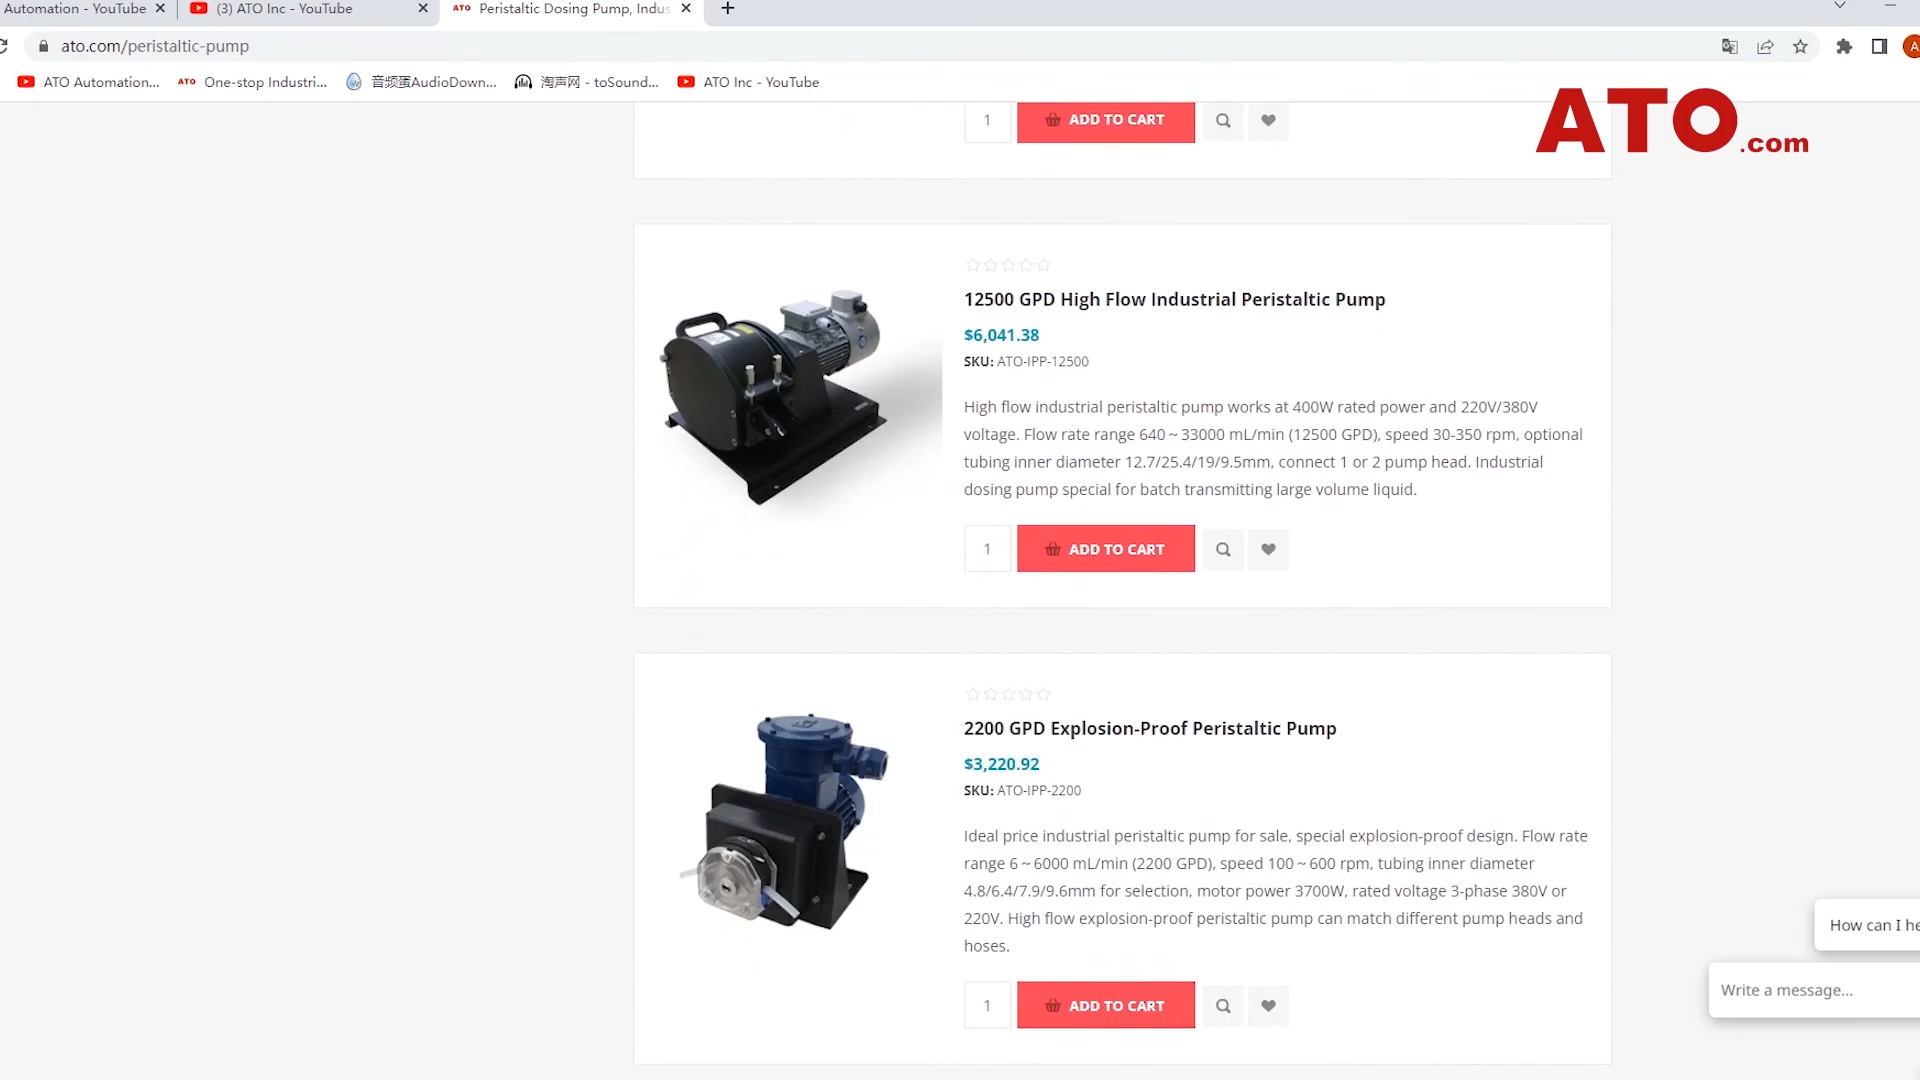 Automation - YouTube
(3) ATO Inc - YouTube
ATO Peristaltic Dosing Pump, Indus
ato.com/peristaltic-pump
A
ATO Automation...
ATO One-stop Industri...
音频蛋AudioDown...
淘声网 - toSound...
ATO Inc - YouTube
ATO.com
1 ADD TO CART
12500 GPD High Flow Industrial Peristaltic Pump
$6,041.38
SKU: ATO-IPP-12500
High flow industrial peristaltic pump works at 400W rated power and 220V/380V
voltage. Flow rate range 640～33000 mL/min (12500 GPD), speed 30-350 rpm, optional
tubing inner diameter 12.7/25.4/19/9.5mm, connect 1 or 2 pump head. Industrial
dosing pump special for batch transmitting large volume liquid.
1 ADD TO CART
2200 GPD Explosion-Proof Peristaltic Pump
$3,220.92
SKU: ATO-IPP-2200
Ideal price industrial peristaltic pump for sale, special explosion-proof design. Flow rate
range 6～6000 mL/min (2200 GPD), speed 100～600 rpm, tubing inner diameter
4.8/6.4/7.9/9.6mm for selection, motor power 3700W, rated voltage 3-phase 380V or
220V. High flow explosion-proof peristaltic pump can match different pump heads and
hoses.
1 ADD TO CART
How can I he
Write a message...